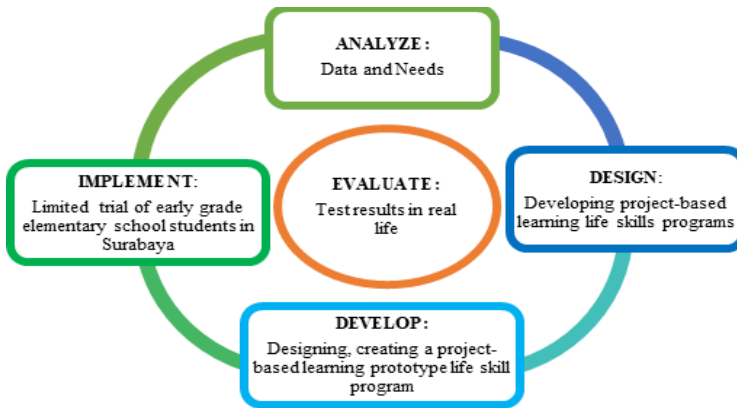 ANALYZE:
Data and Needs
DESIGN:
Developing project-based
learning life skills programs
DEVELOP:
Designing, creating a project-
based learning prototype life skill
program
IMPLEMENT:
Limited trial of early grade
elementary school students in
Surabaya
EVALUATE:
Test results in real
life